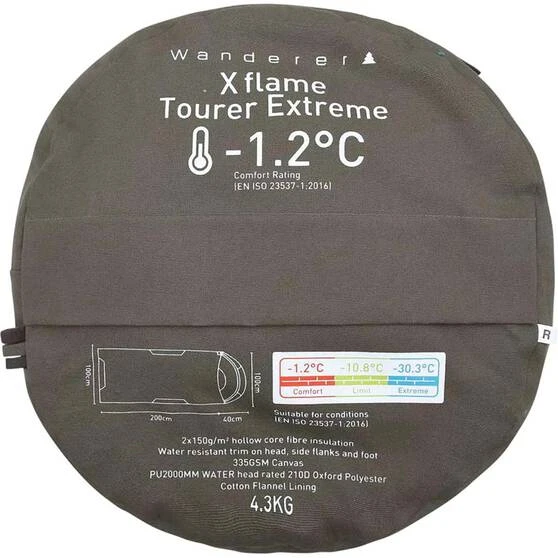 Wanderer
X flame
Tourer Extreme
-1.2°C
Comfort Rating
(EN ISO 23537-1:2016)
R
100cm
100cm
200cm
40cm
-1.2°C -10.8°C -30.3°C
Comfort Limit Extreme
Suitable for conditions
(EN ISO 23537-1:2016)
2x150g/m² hollow core fibre insulation
Water resistant trim on head, side flanks and foot
335GSM Canvas
PU2000MM WATER head rated 210D Oxford Polyester
Cotton Flannel Lining
4.3KG